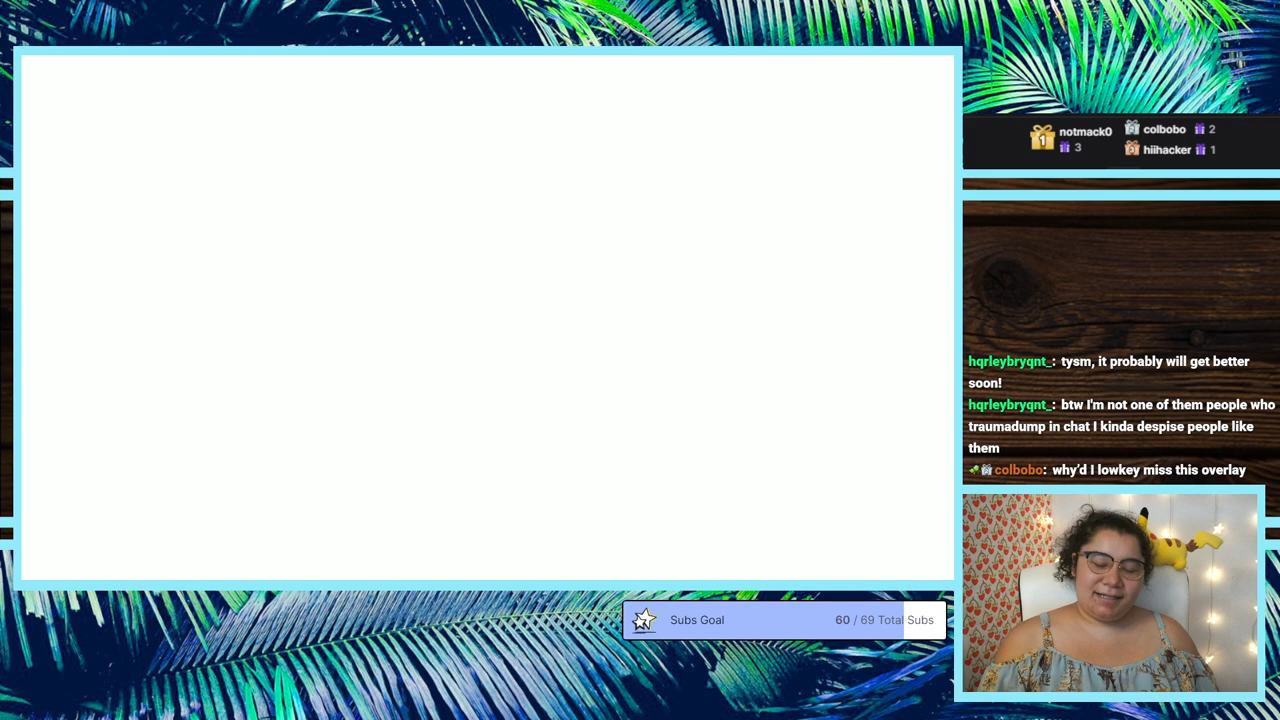 notmack0
3
colbobo 2
hiihacker 1
hqrleybryqnt_: tysm, it probably will get better
soon!
hqrleybryqnt_: btw I'm not one of them people who
traumadump in chat I kinda despise people like
them
colbobo: why'd I lowkey miss this overlay
Subs Goal 60 / 69 Total Subs